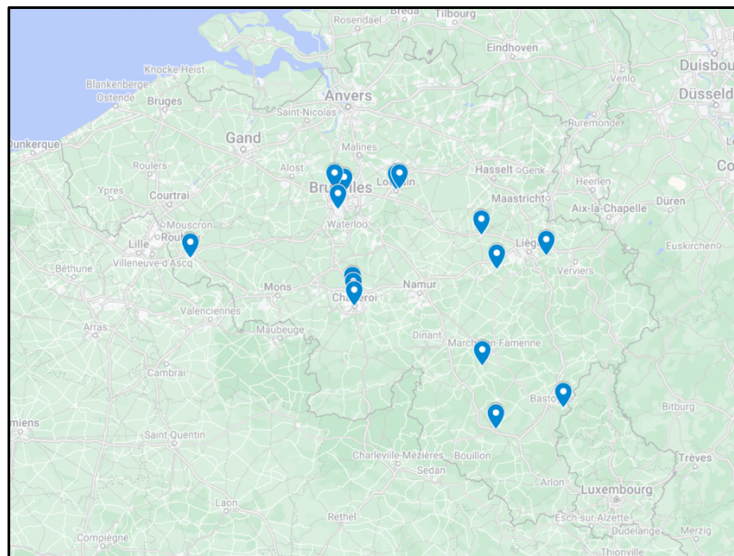 Rosendael
Breda
Tilburg
Eindhoven
Duisbou
Knocke-Heist
Venlo
Blankenberge
Ostende
Bruges
Anvers
Saint-Nicolas
Düsse
Dunkerque
Gand
Malines
Ruremonde
Roulers
Alost
Hasselt
Genk
Ypres
Courtrai
Maastricht
Heerlen
Mouscron
Waterloo
Aix-la-Chapelle
Düren
Lille
Villeneuve-d'Ascq
Liège
Verviers
Euskirchen
Béthune
Mons
Namur
Valenciennes
Arras
Maubeuge
Dinant
Cambrai
Bitburg
Saint-Quentin
Bouillon
Trèves
Charleville-Mézières
Sedan
Arlon
Luxembourg
Laon
Rethel
Esch-sur-Alzette
Dudelange
Merzig
Compiègne
Thionville